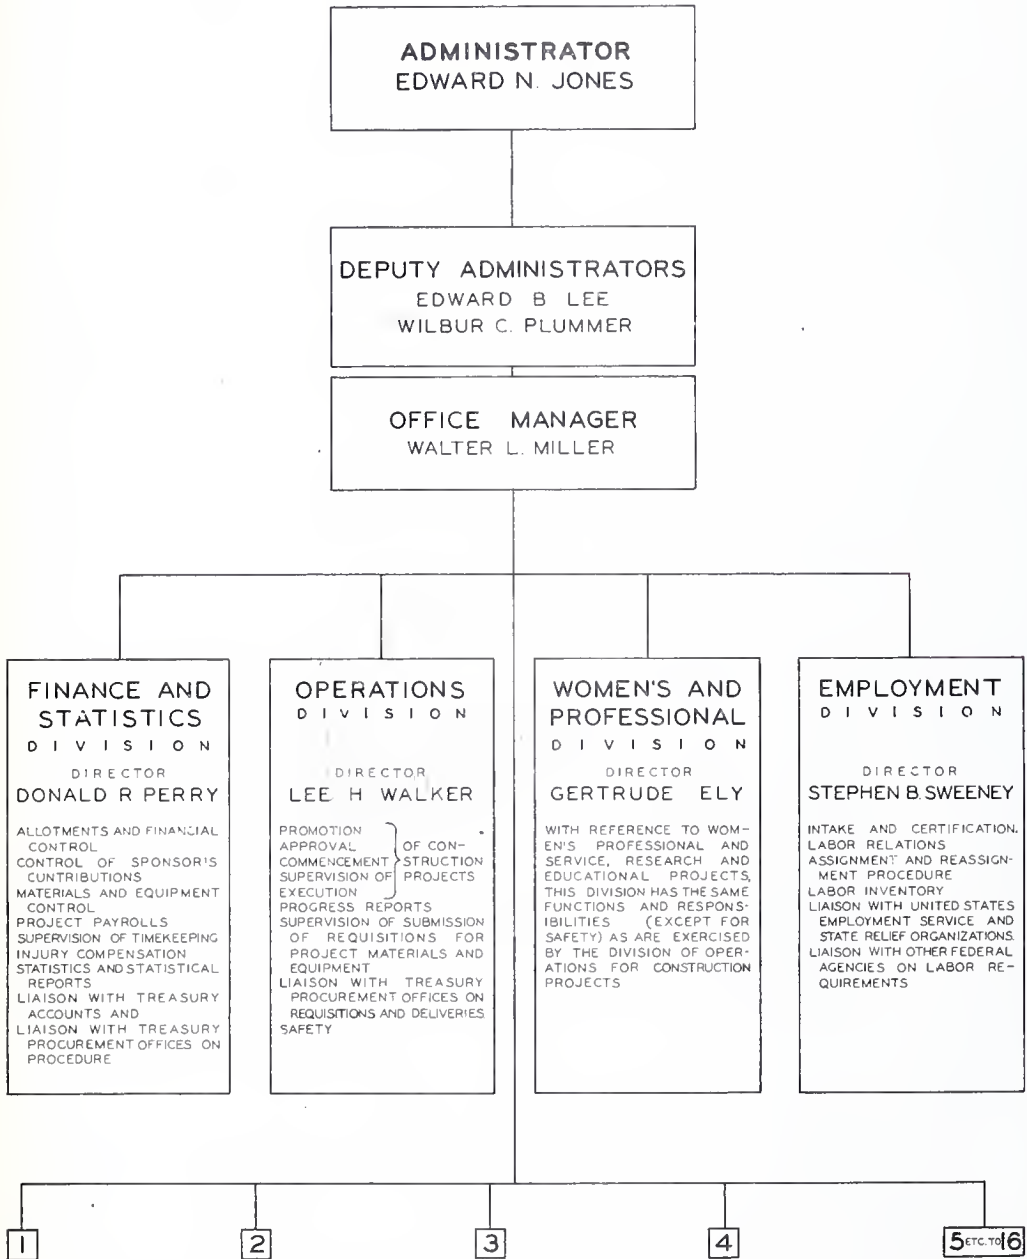 ADMINISTRATOR
EDWARD N. JONES
DEPUTY ADMINISTRATORS
EDWARD B LEE
WILBUR C. PLUMMER
OFFICE MANAGER
WALTER L. MILLER
FINANCE AND
STATISTICS
DIVISION
DIRECTOR
DONALD R PERRY
ALLOTMENTS AND FINANCIAL
CONTROL
CONTROL OF SPONSOR'S
CUNTRIBUTIONS
MATERIALS AND EQUIPMENT
CONTROL
PROJECT PAYROLLS
SUPERVISION OF TIMEKEEPING
INJURY COMPENSATION
STATISTICS AND STATISTICAL
REPORTS
LIAISON WITH TREASURY
ACCOUNTS AND
LIAISON WITH TREASURY
PROCUREMENT OFFICES ON
PROCEDURE
OPERATIONS
DIVISION
DIRECTOR
LEE H WALKER
PROMOTION
APPROVAL OF CON-
COMMENCEMENT STRUCTION
SUPERVISION OF PROJECTS
EXECUTION
PROGRESS REPORTS
SUPERVISION OF SUBMISSION
OF REQUISITIONS FOR
PROJECT MATERIALS AND
EQUIPMENT
LIAISON WITH TREASURY
PROCUREMENT OFFICES ON
REQUISITIONS AND DELIVERIES
SAFETY
WOMEN'S AND
PROFESSIONAL
DIVISION
DIRECTOR
GERTRUDE ELY
WITH REFERENCE TO WOM-
EN'S PROFESSIONAL AND
SERVICE, RESEARCH AND
EDUCATIONAL PROJECTS,
THIS DIVISION HAS THE SAME
FUNCTIONS AND RESPONS-
IBILITIES (EXCEPT FOR
SAFETY) AS ARE EXERCISED
BY THE DIVISION OF OPER-
ATIONS FOR CONSTRUCTION
PROJECTS
EMPLOYMENT
DIVISION
DIRECTOR
STEPHEN B. SWEENEY
INTAKE AND CERTIFICATION.
LABOR RELATIONS
ASSIGNMENT AND REASSIGN-
MENT PROCEDURE
LABOR INVENTORY
LIAISON WITH UNITED STATES
EMPLOYMENT SERVICE AND
STATE RELIEF ORGANIZATIONS.
LIAISON WITH OTHER FEDERAL
AGENCIES ON LABOR RE-
QUIREMENTS
1
2
3
4
5 ETC. TO 16